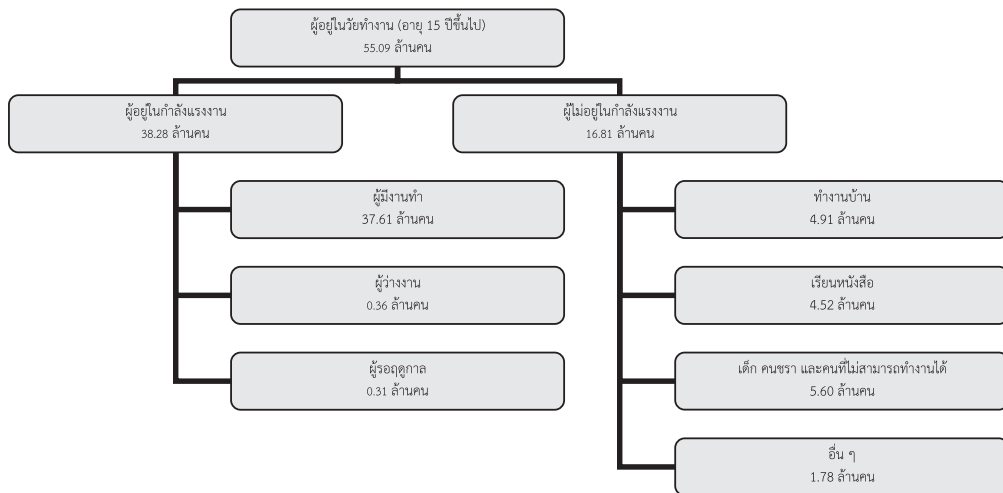 ผู้อยู่ในวัยทำงาน (อายุ 15 ปีขึ้นไป)
55.09 ล้านคน
ผู้อยู่ในกำลังแรงงาน
38.28 ล้านคน
ผู้มีงานทำ
37.61 ล้านคน
ผู้ว่างงาน
0.36 ล้านคน
ผู้รอฤดูกาล
0.31 ล้านคน
ผู้ไม่อยู่ในกำลังแรงงาน
16.81 ล้านคน
ทำงานบ้าน
4.91 ล้านคน
เรียนหนังสือ
4.52 ล้านคน
เด็ก คนชรา และคนที่ไม่สามารถทำงานได้
5.60 ล้านคน
อื่น ๆ
1.78 ล้านคน